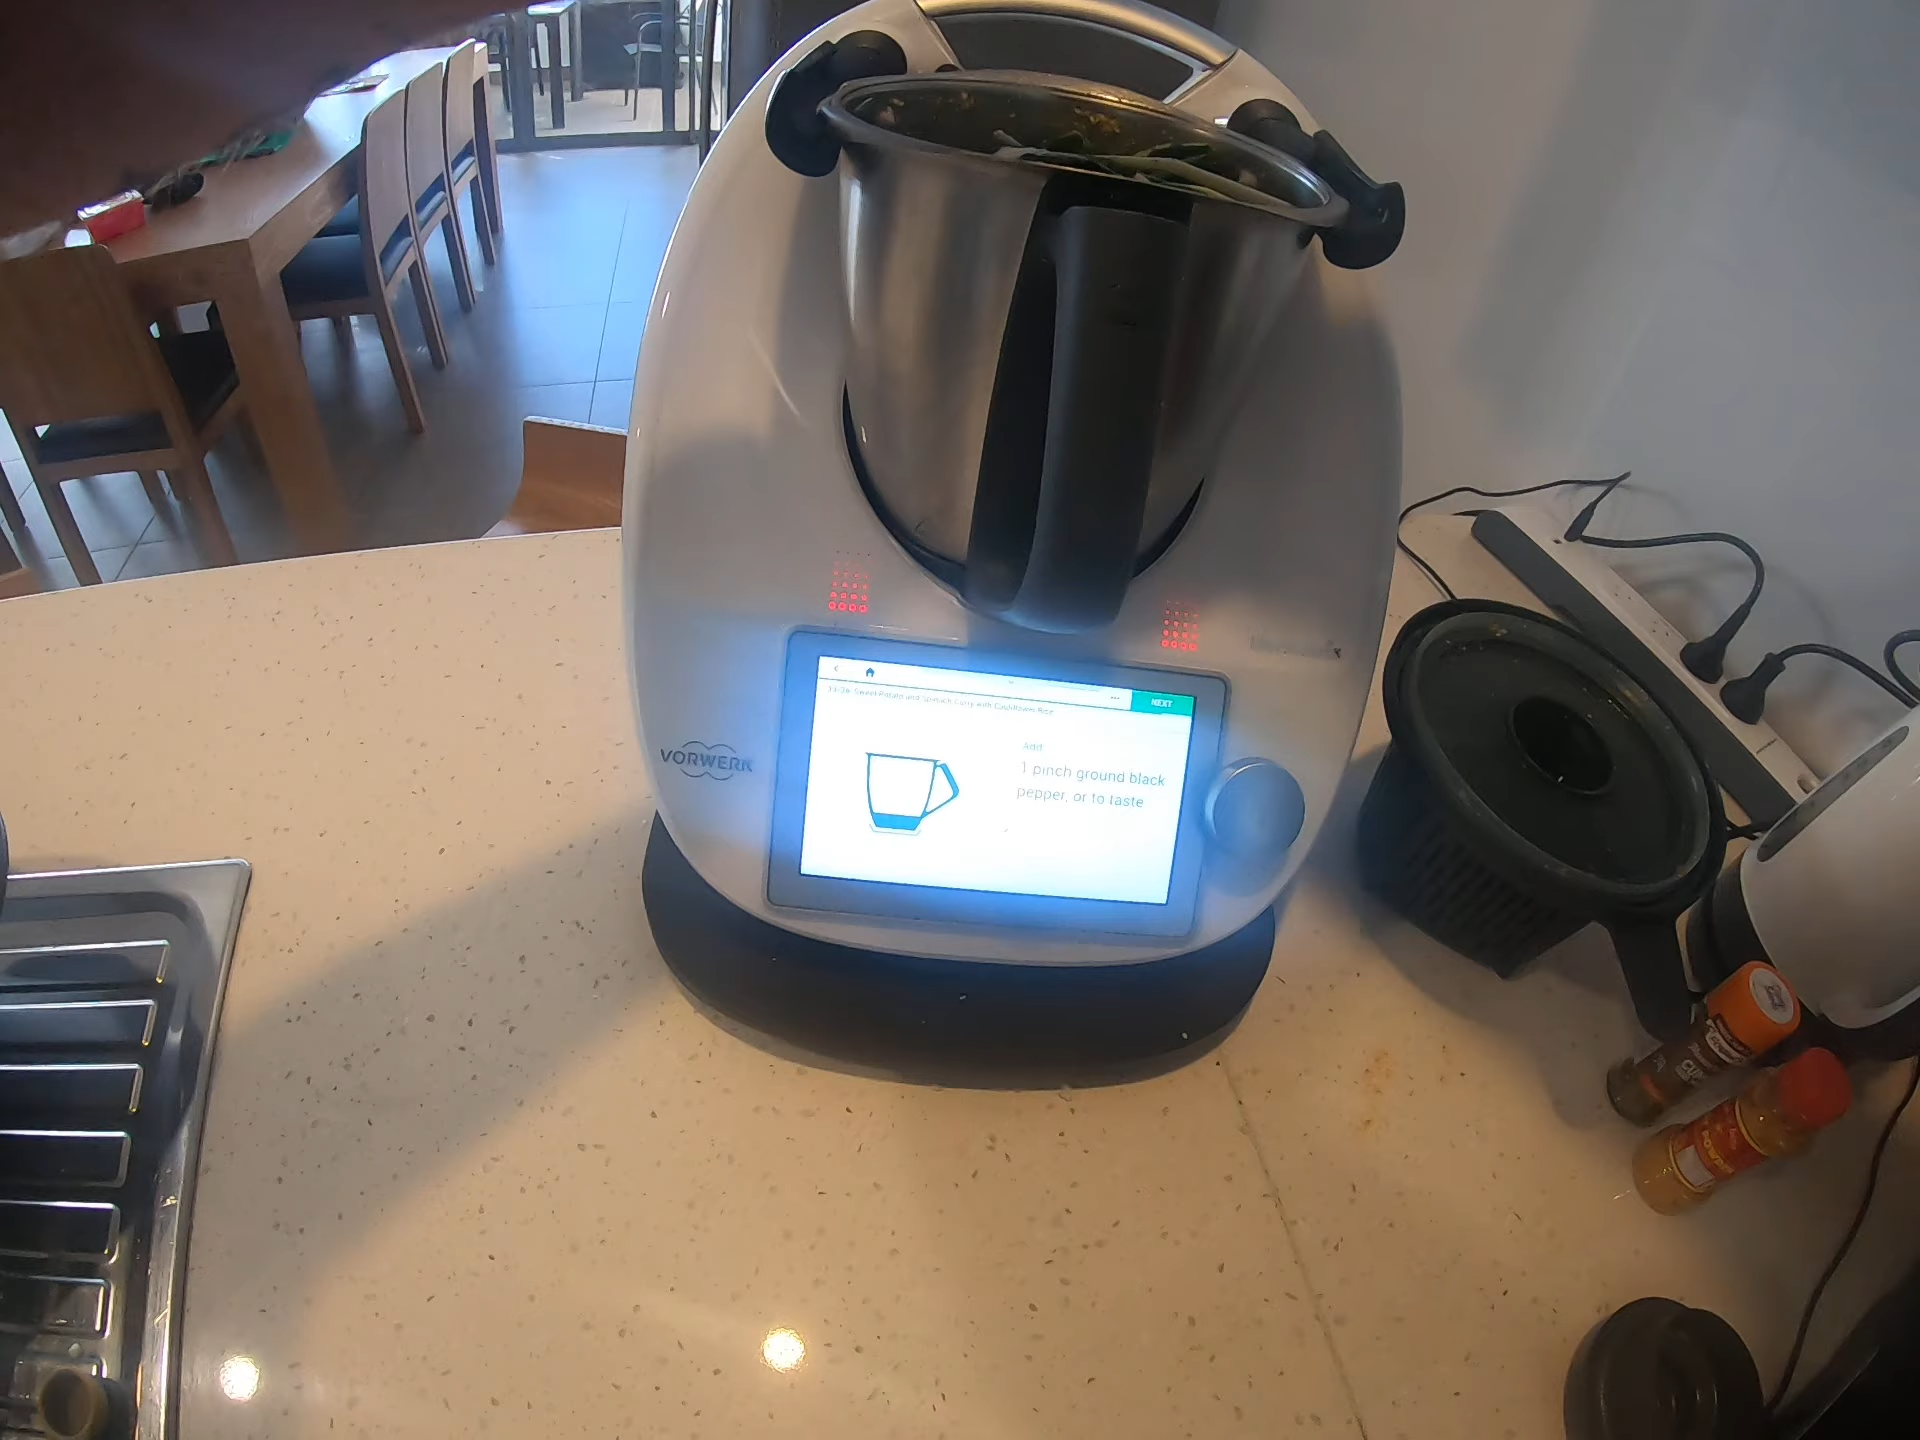 NEXT
Sweet Potato and Spinach Curry with Cauliflower Rice
Add
1 pinch ground black
pepper, or to taste
VORWERK